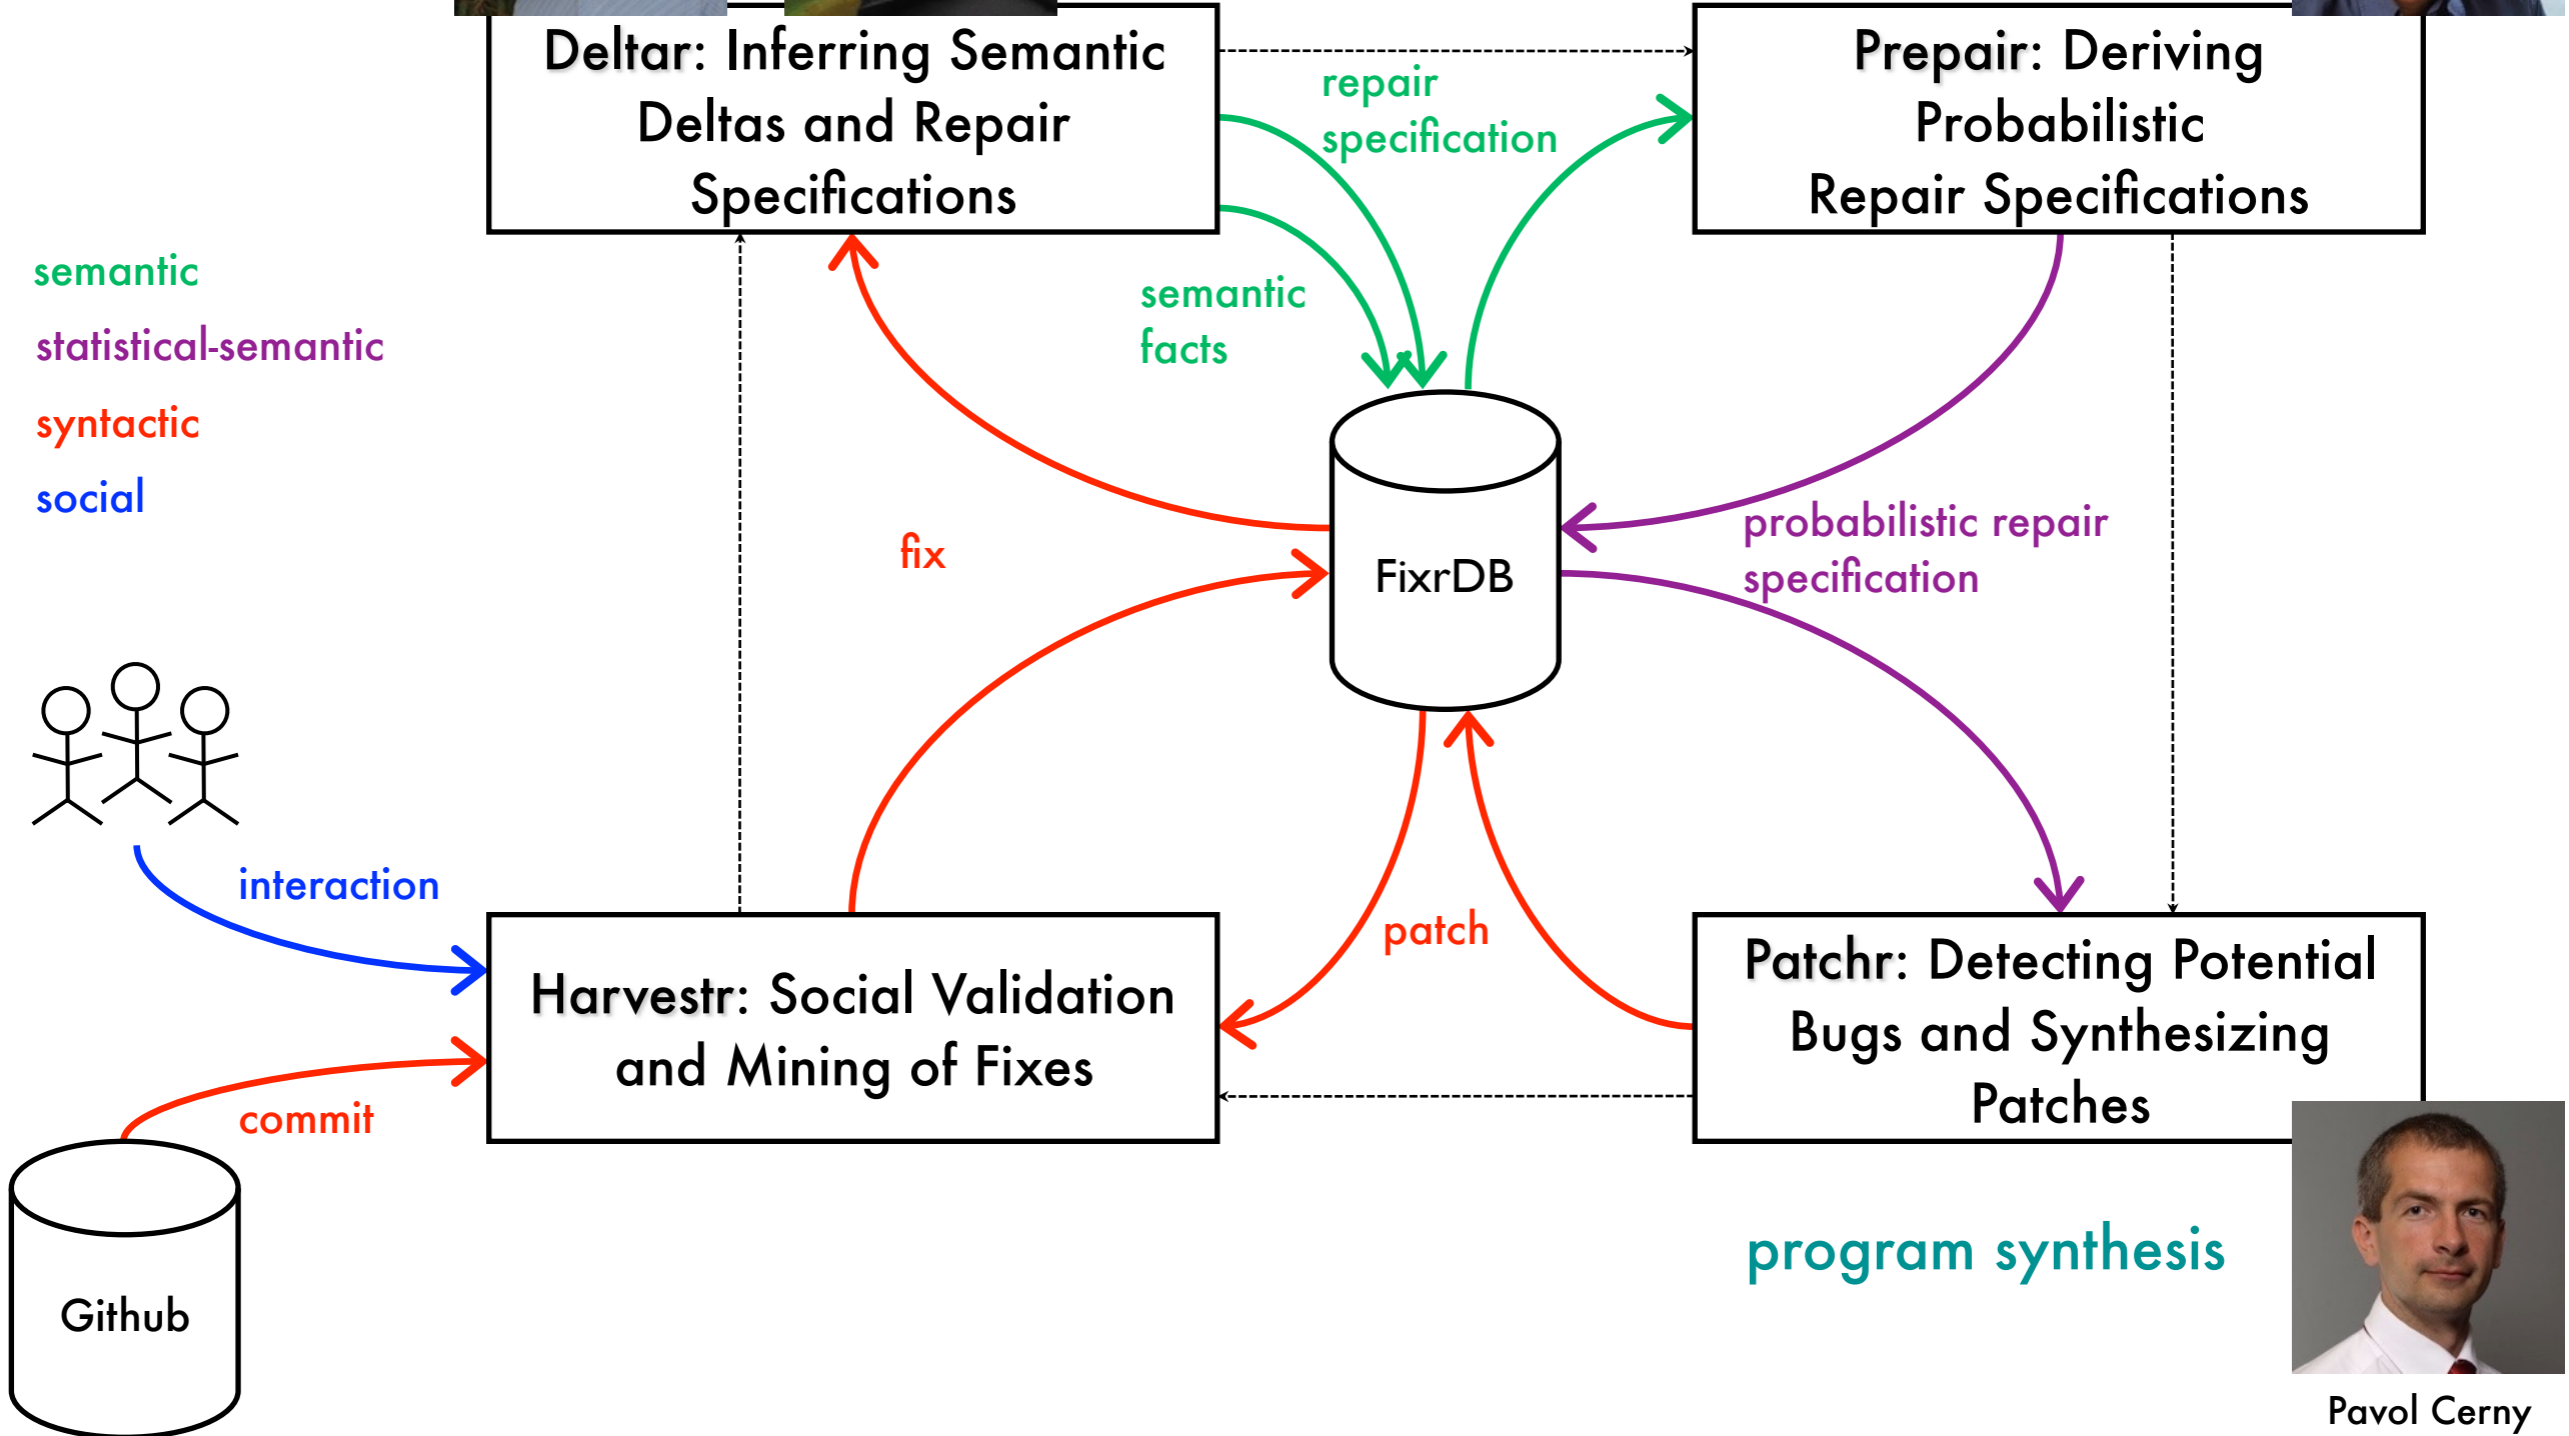 Deltar: Inferring Semantic
Deltas and Repair
Specifications
repair
specification
Prepair: Deriving
Probabilistic
Repair Specifications
semantic
statistical-semantic
syntactic
social
semantic
facts
fix
FixrDB
probabilistic repair
specification
interaction
patch
commit
Harvestr: Social Validation
and Mining of Fixes
Patchr: Detecting Potential
Bugs and Synthesizing
Patches
Github
program synthesis
Pavol Cerny